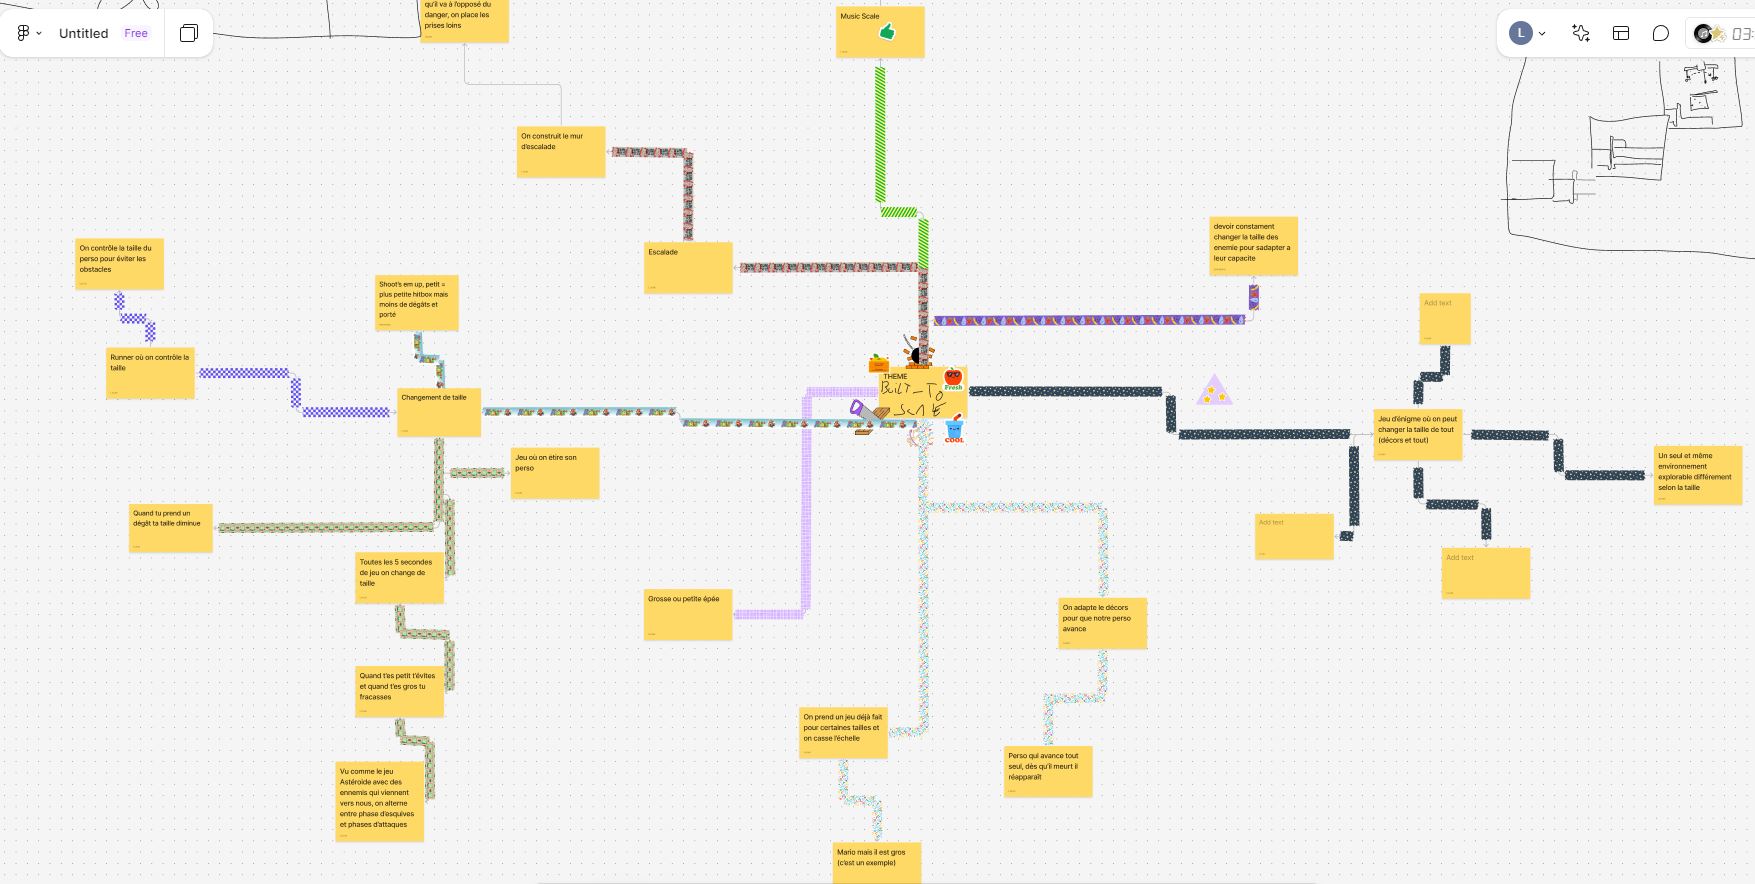 qu'il va à l'opposé du
danger, on place les
prises loins
Untitled
Free
Music Scale
L
03:
On construit le mur
d'escalade
Escalade
devoir constament
changer la taille des
enemie pour sadapter a
leur capacite
On contrôle la taille du
perso pour éviter les
obstacles
Shoot's em up, petit =
plus petite hitbox mais
moins de dégâts et
porté
Add text
Runner où on contrôle la
taille
Changement de taille
THEME
BUILT-TO
SCALE
Fresh
COOL
Jeu d'énigme où on peut
changer la taille de tout
(décors et tout)
Un seul et même
environnement
explorable différement
selon la taille
Jeu où on étire son
perso
Quand tu prend un
dégât ta taille diminue
Add text
Add text
Toutes les 5 secondes
de jeu on change de
taille
Grosse ou petite épée
On adapte le décors
pour que notre perso
avance
Quand t'es petit t'évites
et quand t'es gros tu
fracasses
On prend un jeu déjà fait
pour certaines tailles et
on casse l'échelle
Perso qui avance tout
seul, dès qu'il meurt il
réapparaît
Vu comme le jeu
Astéroide avec des
ennemis qui viennent
vers nous, on alterne
entre phase d'esquives
et phases d'attaques
Mario mais il est gros
(c'est un exemple)